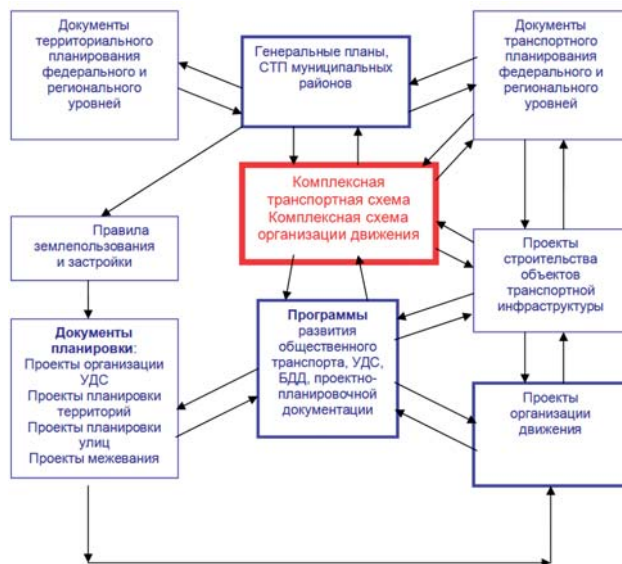 Документы
территориального
планирования
федерального и
регионального
уровней
Генеральные планы,
СТП муниципальных
районов
Документы
транспортного
планирования
федерального и
регионального
уровней
Комплексная
транспортная схема
Комплексная схема
организации движения
Правила
землепользования
и застройки
Проекты
строительства
объектов
транспортной
инфраструктуры
Документы
планировки:
Проекты организации
УДС
Проекты планировки
территорий
Проекты планировки
улиц
Проекты межевания
Программы
развития
общественного
транспорта, УДС,
БДД, проектно-
планировочной
документации
Проекты
организации
движения